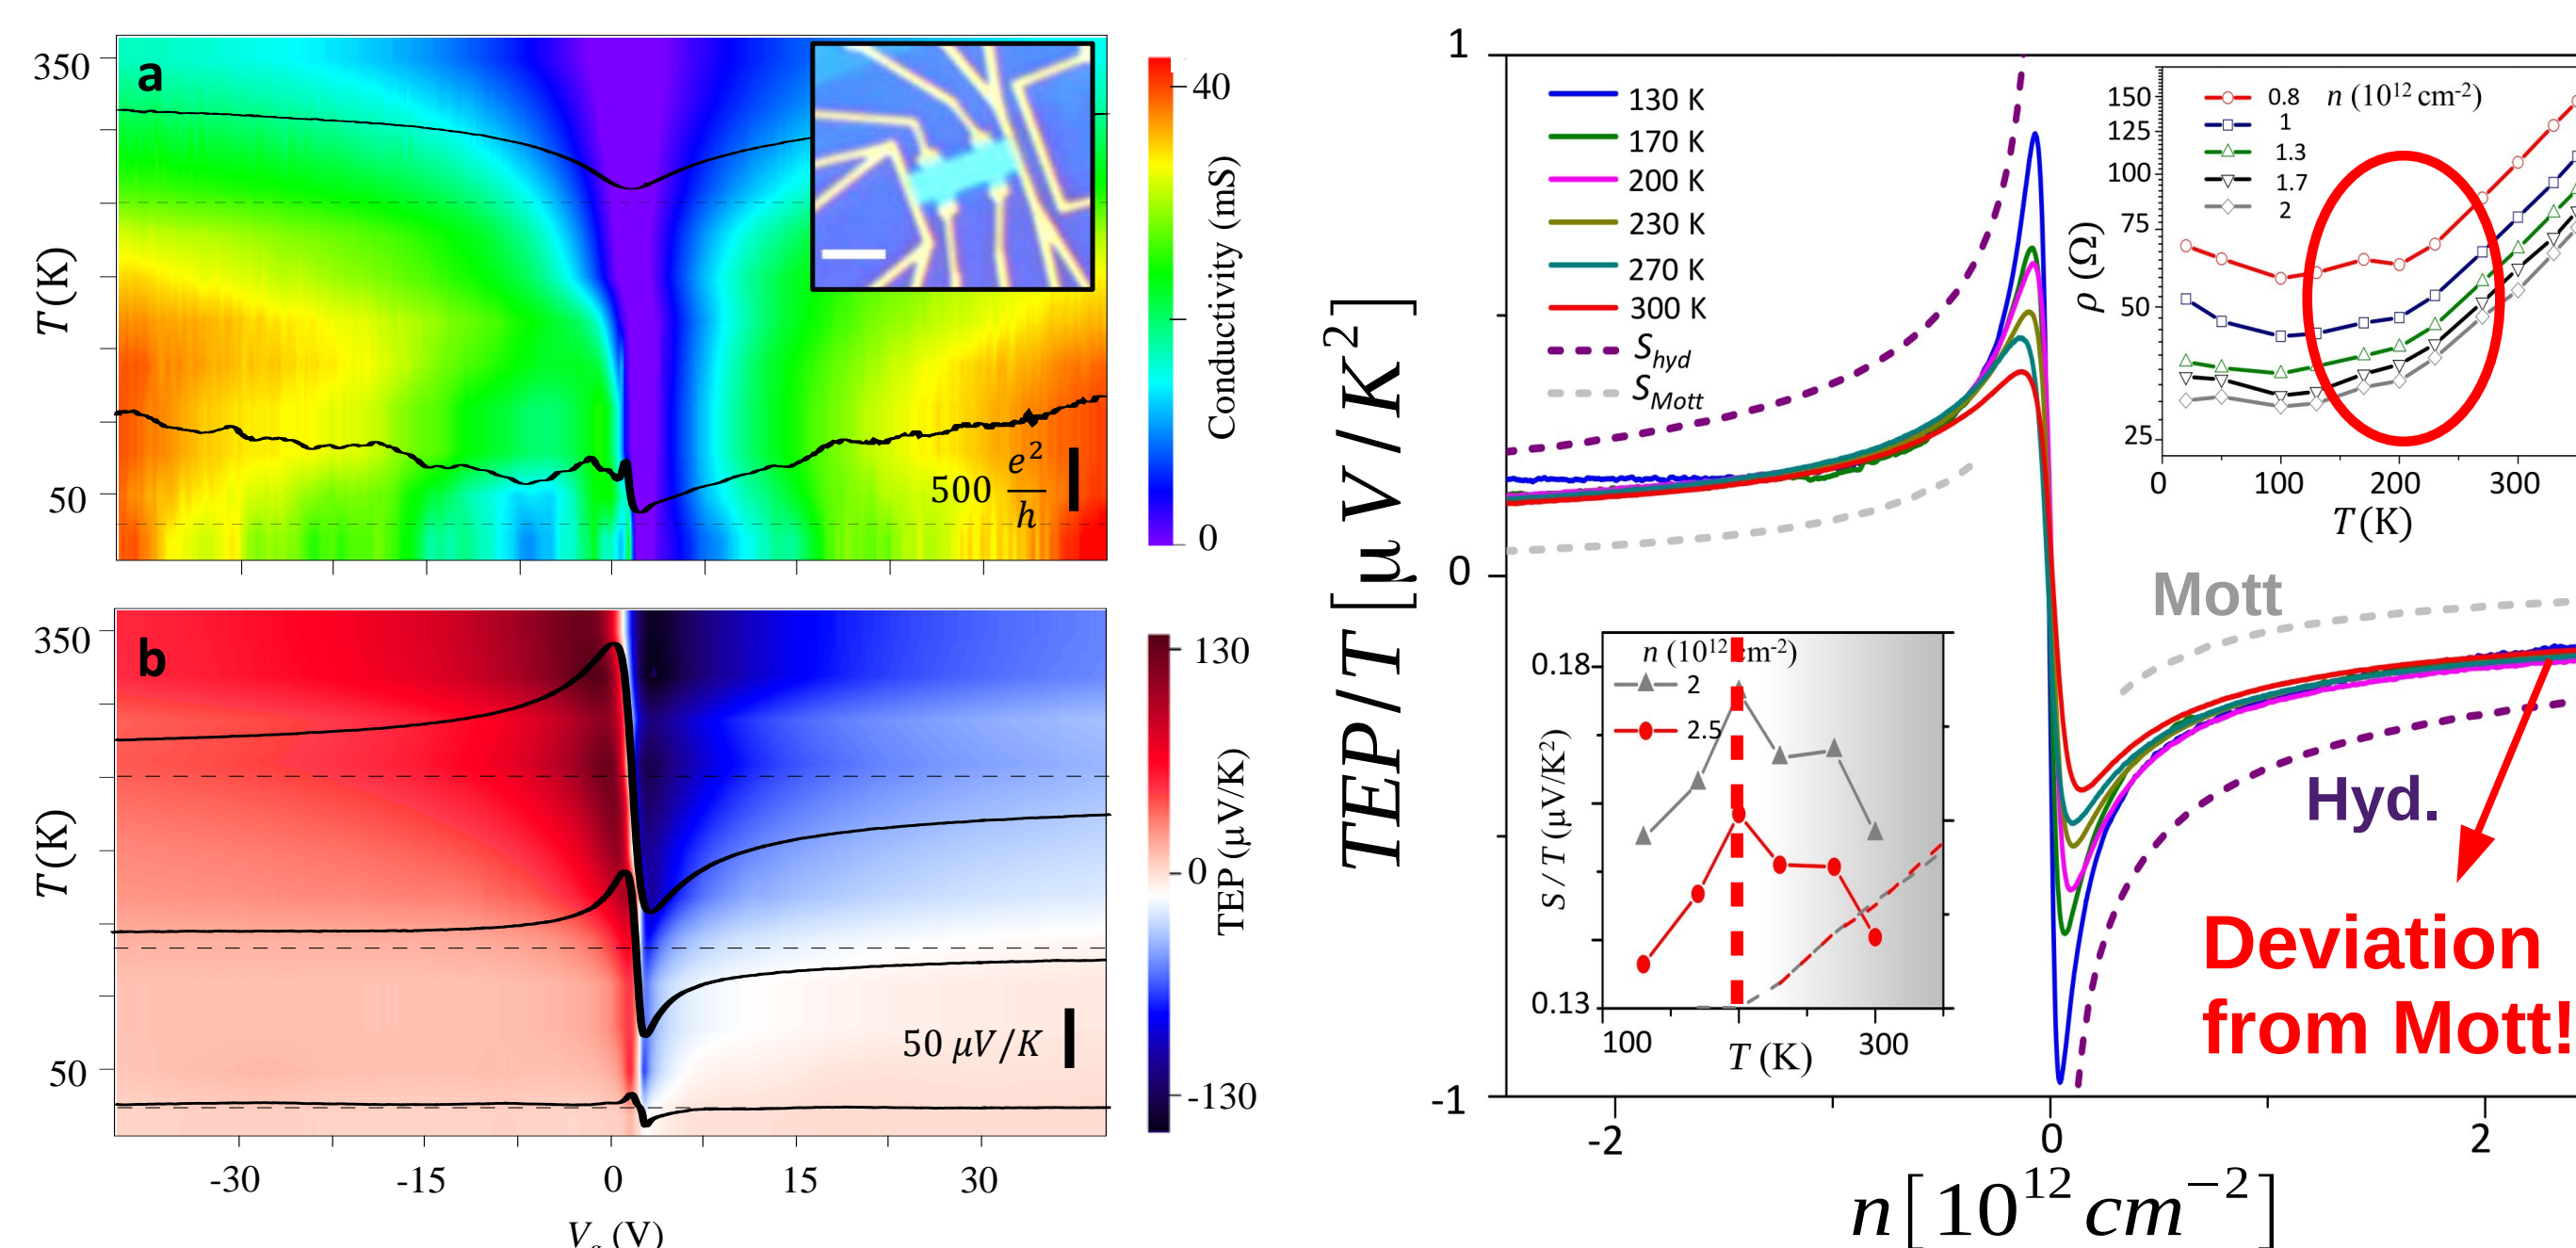 a
350
50
T (K)
500 e²/h
40
0
Conductivity (mS)
b
350
50
T (K)
50 μV/K
130
0
-130
TEP (μV/K)
-30 -15 0 15 30
V (V)
TEP/T [μV/K²]
1
0
-1
130 K
170 K
200 K
230 K
270 K
300 K
S_hyd
S_Mott
n (10¹² cm⁻²)
0.8
1
1.3
1.7
2
150
125
100
75
50
25
ρ (Ω)
0 100 200 300
T (K)
Mott
Hyd.
Deviation
from Mott!
n (10¹² cm⁻²)
2
2.5
0.18
0.13
S / T (μV/K²)
100 300
T (K)
-2 0 2
n [10¹² cm⁻²]